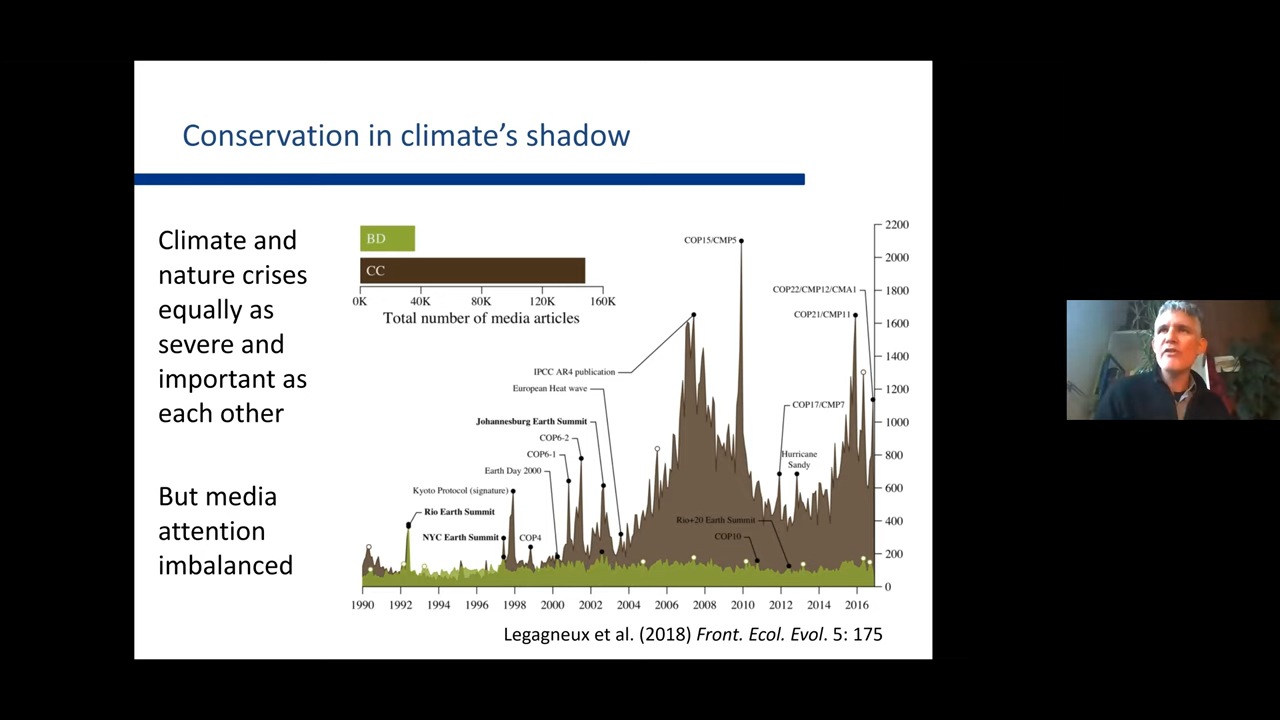 Conservation in climate’s shadow
Climate and
nature crises
equally as
severe and
important as
each other
But media
attention
imbalanced
BD
CC
0K 40K 80K 120K 160K
Total number of media articles
2200
2000
1800
1600
1400
1200
1000
800
600
400
200
0
COP15/CMP5
COP22/CMP12/CMA1
COP21/CMP11
IPCC AR4 publication
European Heat wave
COP17/CMP7
Johannesburg Earth Summit
COP6-2
COP6-1
Hurricane
Sandy
Earth Day 2000
Kyoto Protocol (signature)
Rio Earth Summit
Rio+20 Earth Summit
NYC Earth Summit
COP4
COP10
1990 1992 1994 1996 1998 2000 2002 2004 2006 2008 2010 2012 2014 2016
Legagneux et al. (2018) Front. Ecol. Evol. 5: 175